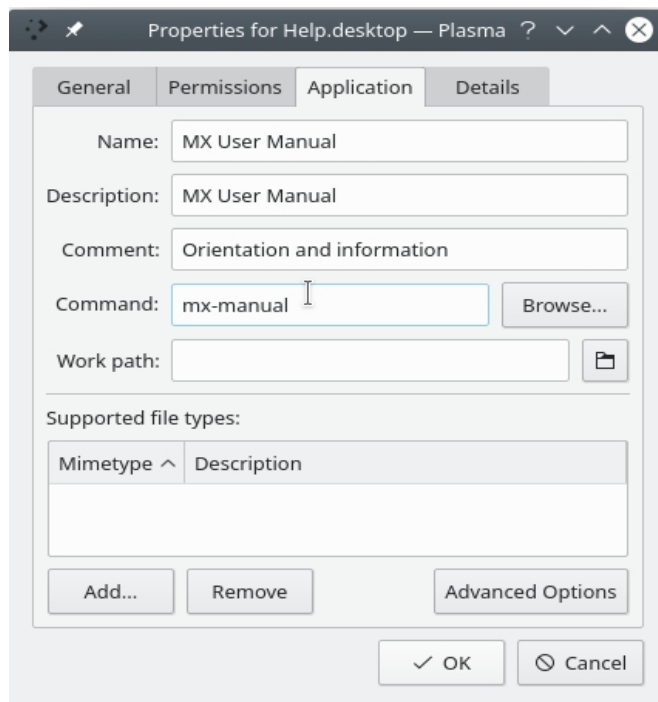 Properties for Help.desktop — Plasma
General Permissions Application Details
Name: MX User Manual
Description: MX User Manual
Comment: Orientation and information
Command: mx-manual Browse...
Work path:
Supported file types:
Mimetype Description
Add... Remove Advanced Options
OK Cancel